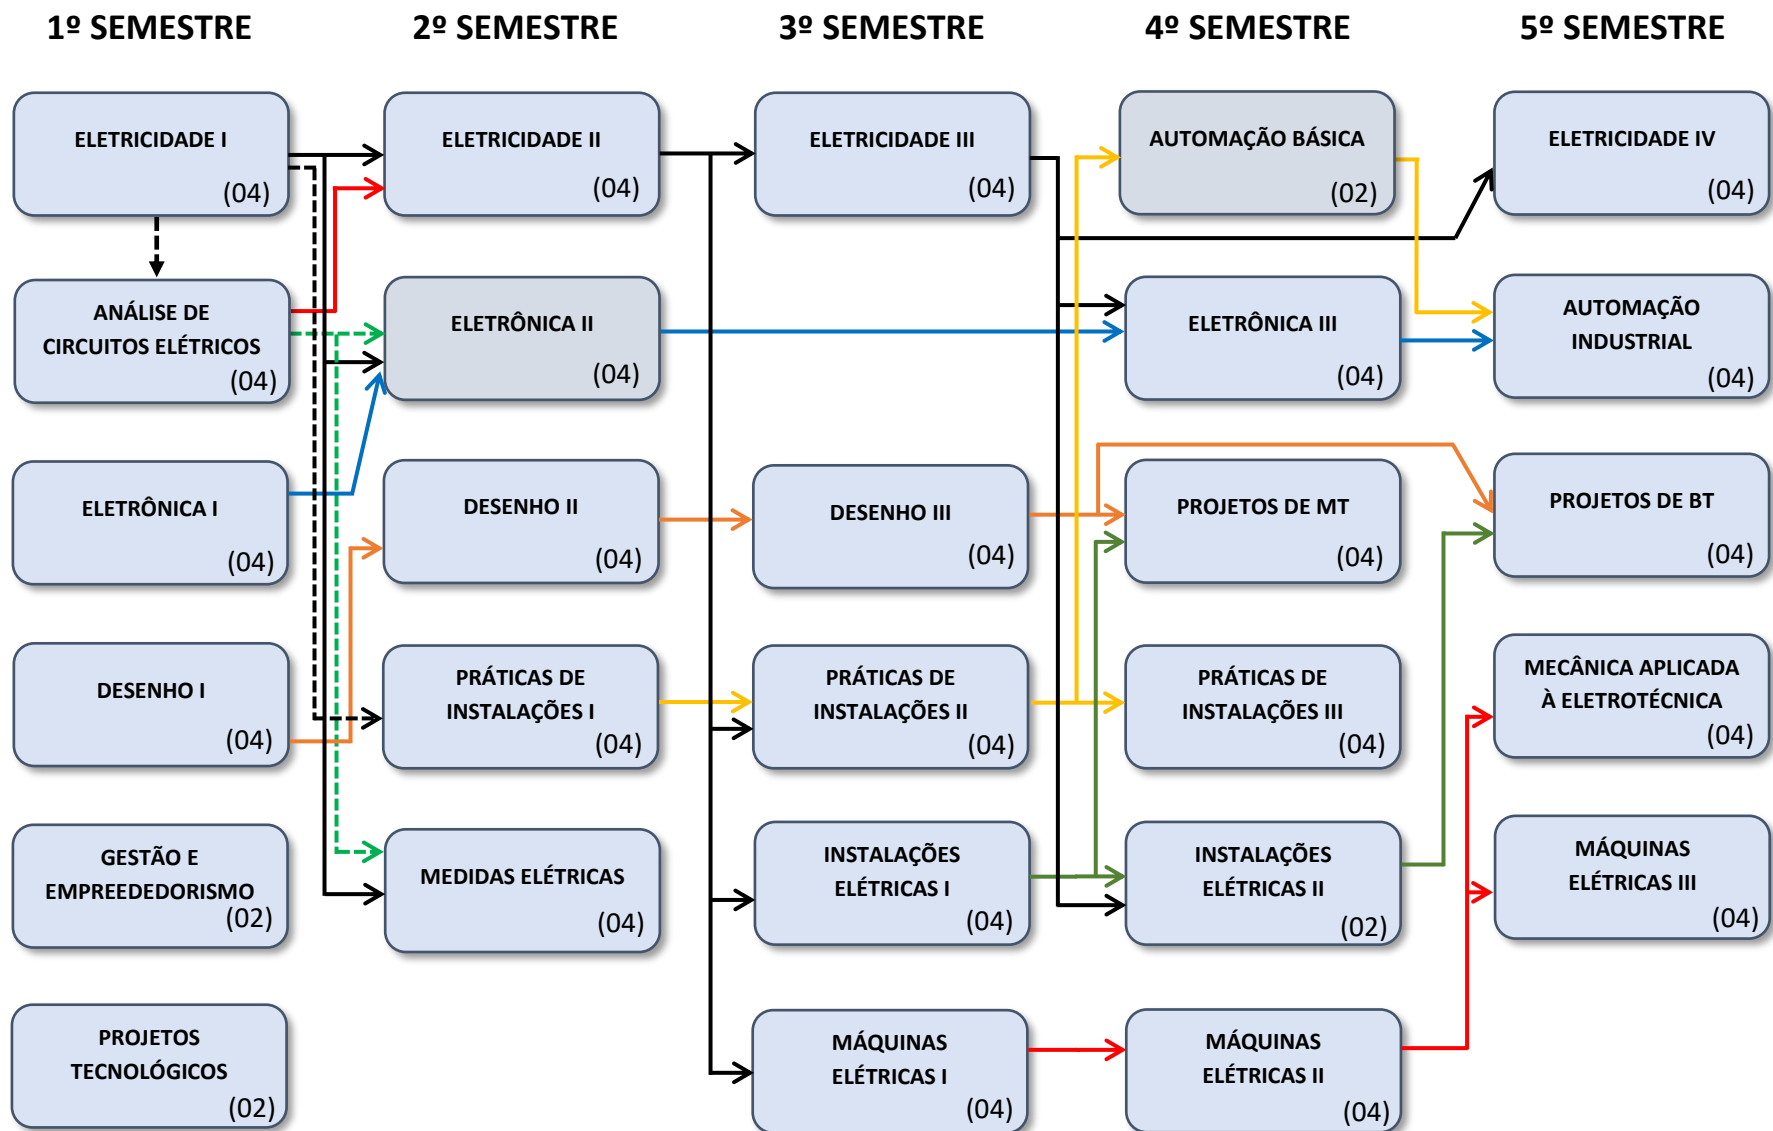 1º SEMESTRE
2º SEMESTRE
3º SEMESTRE
4º SEMESTRE
5º SEMESTRE
ELETRICIDADE I
(04)
ELETRICIDADE II
(04)
ELETRICIDADE III
(04)
AUTOMAÇÃO BÁSICA
(02)
ELETRICIDADE IV
(04)
ANÁLISE DE
CIRCUITOS ELÉTRICOS
(04)
ELETRÔNICA II
(04)
ELETRÔNICA III
(04)
AUTOMAÇÃO
INDUSTRIAL
(04)
ELETRÔNICA I
(04)
DESENHO II
(04)
DESENHO III
(04)
PROJETOS DE MT
(04)
PROJETOS DE BT
(04)
DESENHO I
(04)
PRÁTICAS DE
INSTALAÇÕES I
(04)
PRÁTICAS DE
INSTALAÇÕES II
(04)
PRÁTICAS DE
INSTALAÇÕES III
(04)
MECÂNICA APLICADA
À ELETROTÉCNICA
(04)
GESTÃO E
EMPREEDEDORISMO
(02)
MEDIDAS ELÉTRICAS
(04)
INSTALAÇÕES
ELÉTRICAS I
(04)
INSTALAÇÕES
ELÉTRICAS II
(02)
MÁQUINAS
ELÉTRICAS III
(04)
PROJETOS
TECNOLÓGICOS
(02)
MÁQUINAS
ELÉTRICAS I
(04)
MÁQUINAS
ELÉTRICAS II
(04)